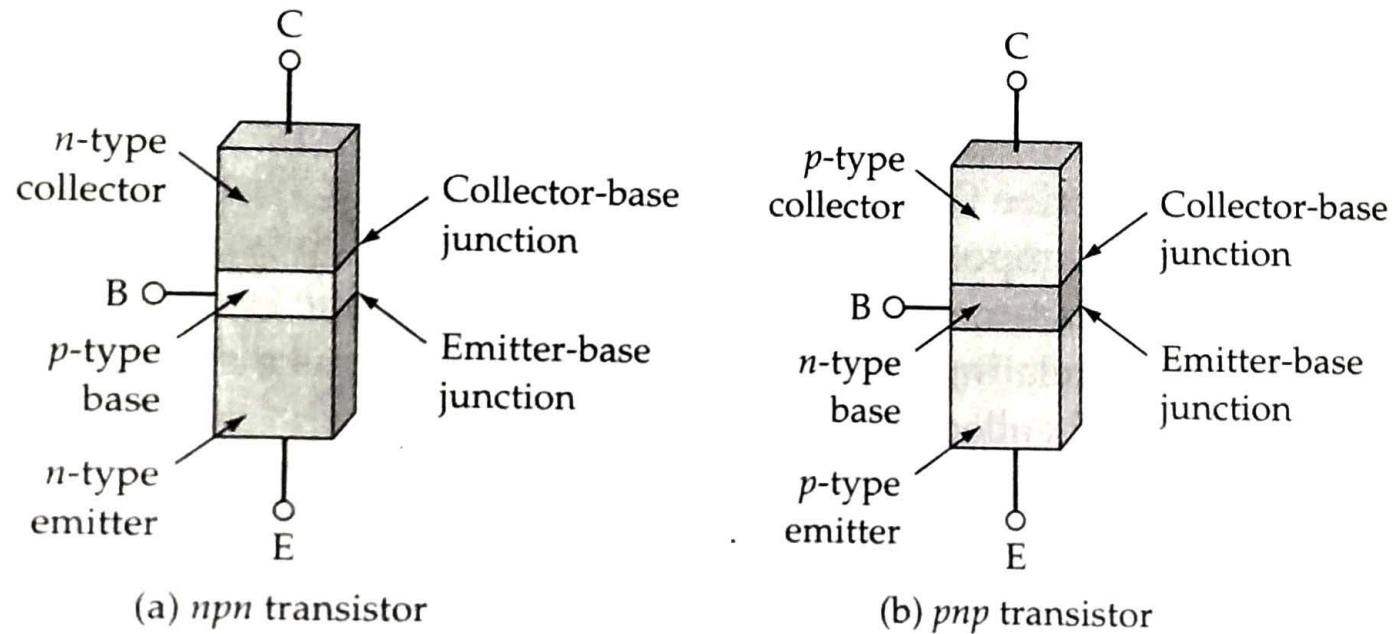 C
n-type
collector
Collector-base
junction
B
p-type
base
Emitter-base
junction
n-type
emitter
E
(a) npn transistor
C
p-type
collector
Collector-base
junction
B
n-type
base
Emitter-base
junction
p-type
emitter
E
(b) pnp transistor